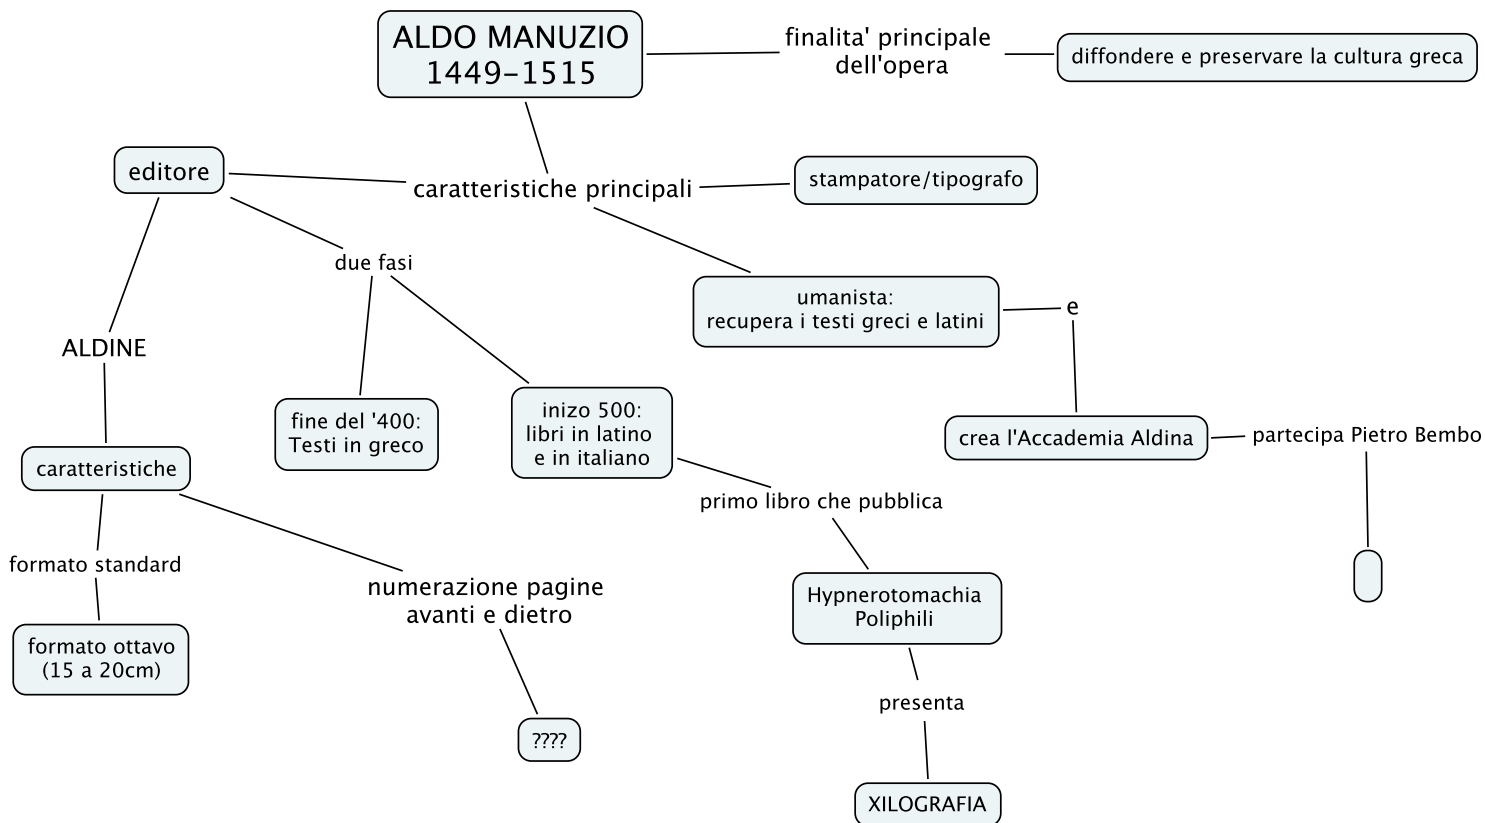 ALDO MANUZIO
1449-1515
finalita' principale
dell'opera
diffondere e preservare la cultura greca
editore
caratteristiche principali
stampatore/tipografo
due fasi
umanista:
recupera i testi greci e latini
e
ALDINE
fine del '400:
Testi in greco
inizo 500:
libri in latino
e in italiano
crea l'Accademia Aldina
partecipa Pietro Bembo
caratteristiche
primo libro che pubblica
formato standard
numerazione pagine
avanti e dietro
Hypnerotomachia
Poliphili
formato ottavo
(15 a 20cm)
presenta
????
XILOGRAFIA